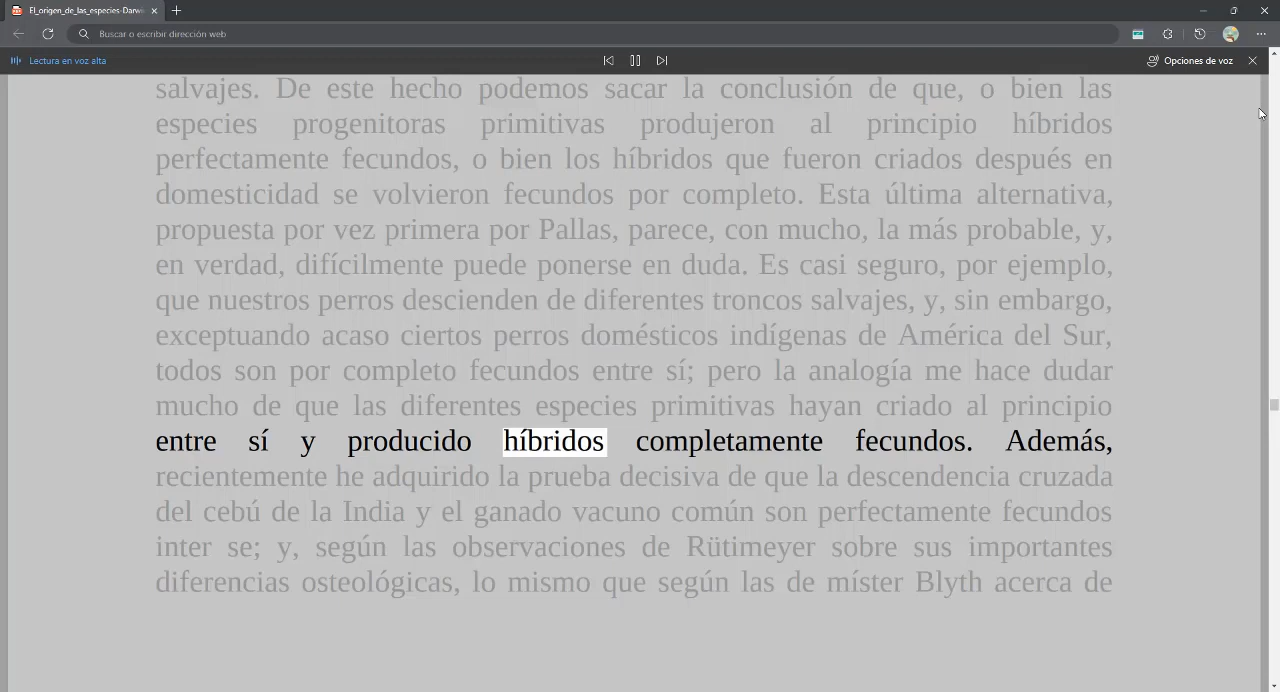 El_origen_de_las_especies-Darw
Buscar o escribir dirección web
Lectura en voz alta
Opciones de voz
salvajes. De este hecho podemos sacar la conclusión de que, o bien las
especies progenitoras primitivas produjeron al principio híbridos
perfectamente fecundos, o bien los híbridos que fueron criados después en
domesticidad se volvieron fecundos por completo. Esta última alternativa,
propuesta por vez primera por Pallas, parece, con mucho, la más probable, y,
en verdad, difícilmente puede ponerse en duda. Es casi seguro, por ejemplo,
que nuestros perros descienden de diferentes troncos salvajes, y, sin embargo,
exceptuando acaso ciertos perros domésticos indígenas de América del Sur,
todos son por completo fecundos entre sí; pero la analogía me hace dudar
mucho de que las diferentes especies primitivas hayan criado al principio
entre sí y producido híbridos completamente fecundos. Además,
recientemente he adquirido la prueba decisiva de que la descendencia cruzada
del cebú de la India y el ganado vacuno común son perfectamente fecundos
inter se; y, según las observaciones de Rütimeyer sobre sus importantes
diferencias osteológicas, lo mismo que según las de míster Blyth acerca de